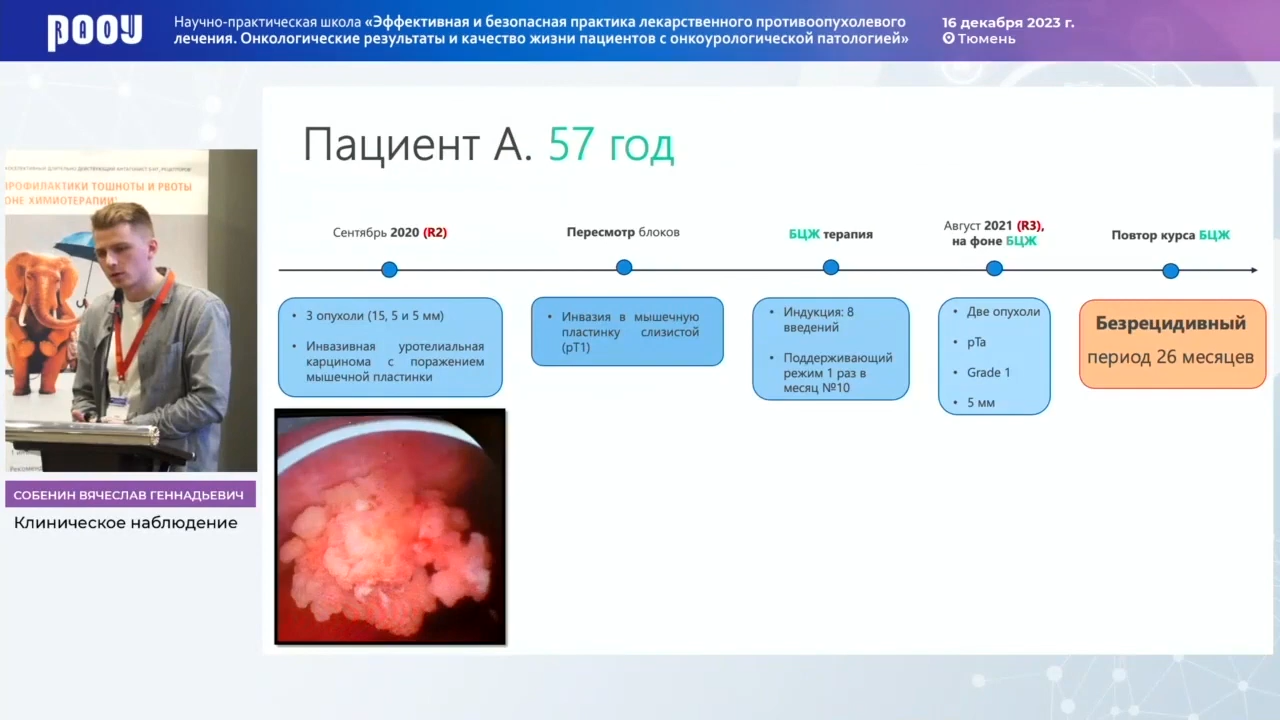 РАОУ
RAOU
Научно-практическая школа «Эффективная и безопасная практика лекарственного противоопухолевого
лечения. Онкологические результаты и качество жизни пациентов с онкоурологической патологией»
16 декабря 2023 г.
Тюмень
ПРОФИЛАКТИКИ ТОШНОТЫ И РВОТЫ
ОНЕ ХИМИОТЕРАПИИ
СОБЕНИН ВЯЧЕСЛАВ ГЕННАДЬЕВИЧ
Клиническое наблюдение
Пациент А. 57 год
Сентябрь 2020 (R2)
• 3 опухоли (15, 5 и 5 мм)
• Инвазивная уротелиальная
карцинома с поражением
мышечной пластинки
Пересмотр блоков
• Инвазия в мышечную
пластинку слизистой
(pT1)
БЦЖ терапия
• Индукция: 8
введений
• Поддерживающий
режим 1 раз в
месяц №10
Август 2021 (R3),
на фоне БЦЖ
• Две опухоли
• pTa
• Grade 1
• 5 мм
Повтор курса БЦЖ
Безрецидивный
период 26 месяцев